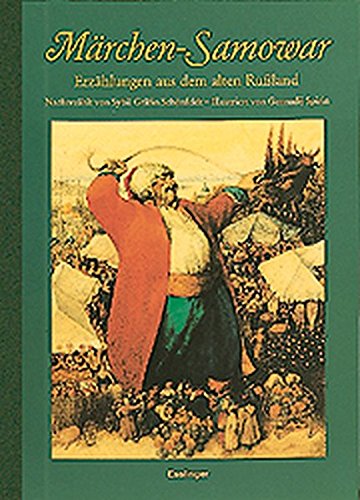 Märchen-Samowar
Erzählungen aus dem alten Rußland
Nacherzählt von Sybil Gräfin Schönfeldt – Illustriert von Gennadij Spirin
Esslinger